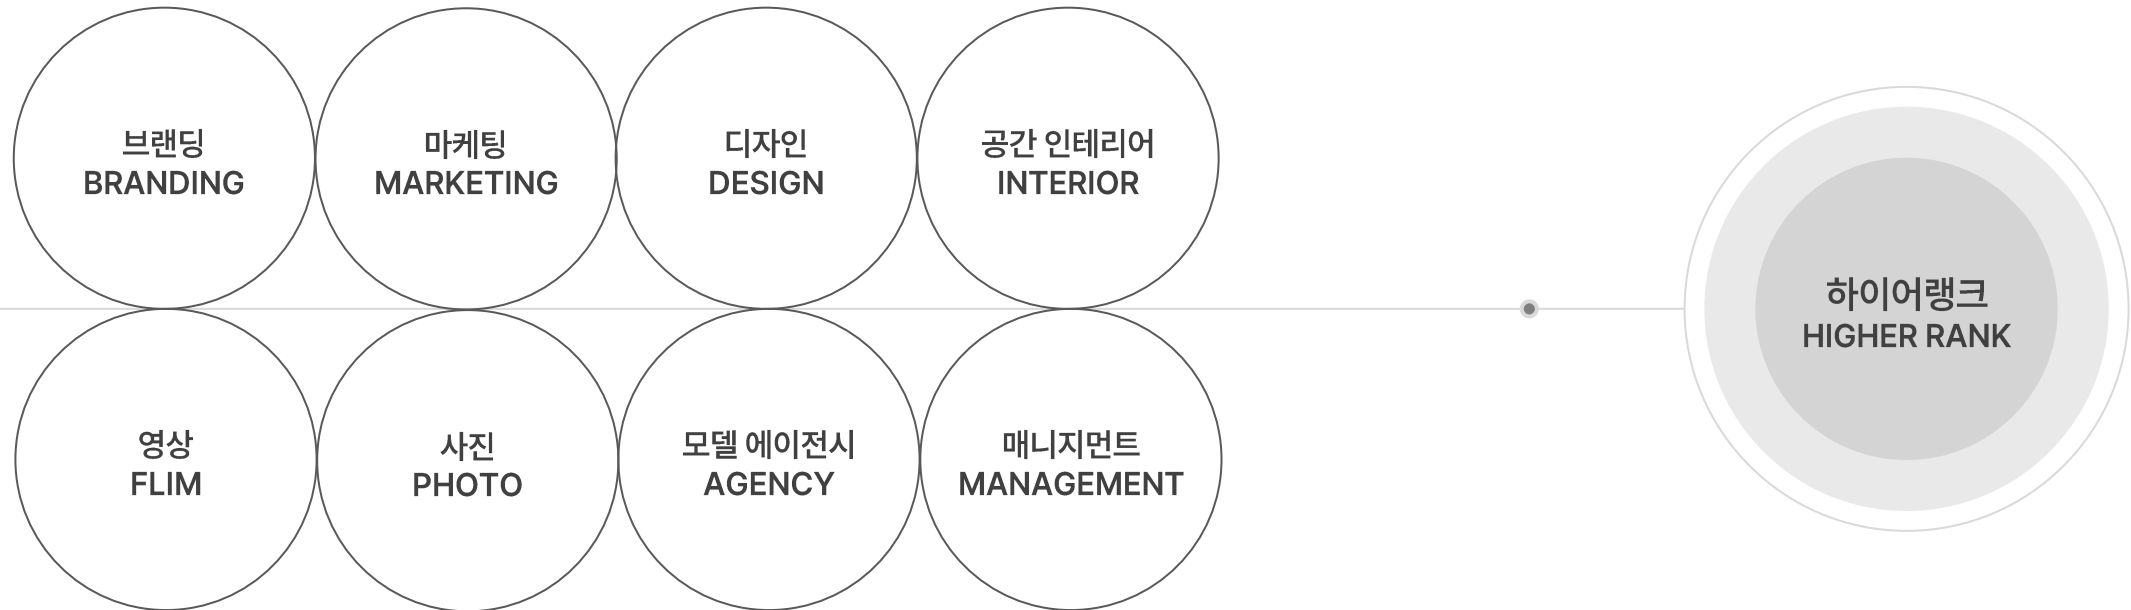 브랜딩
BRANDING
마케팅
MARKETING
디자인
DESIGN
공간 인테리어
INTERIOR
영상
FLIM
사진
PHOTO
모델 에이전시
AGENCY
매니지먼트
MANAGEMENT
하이어랭크
HIGHER RANK